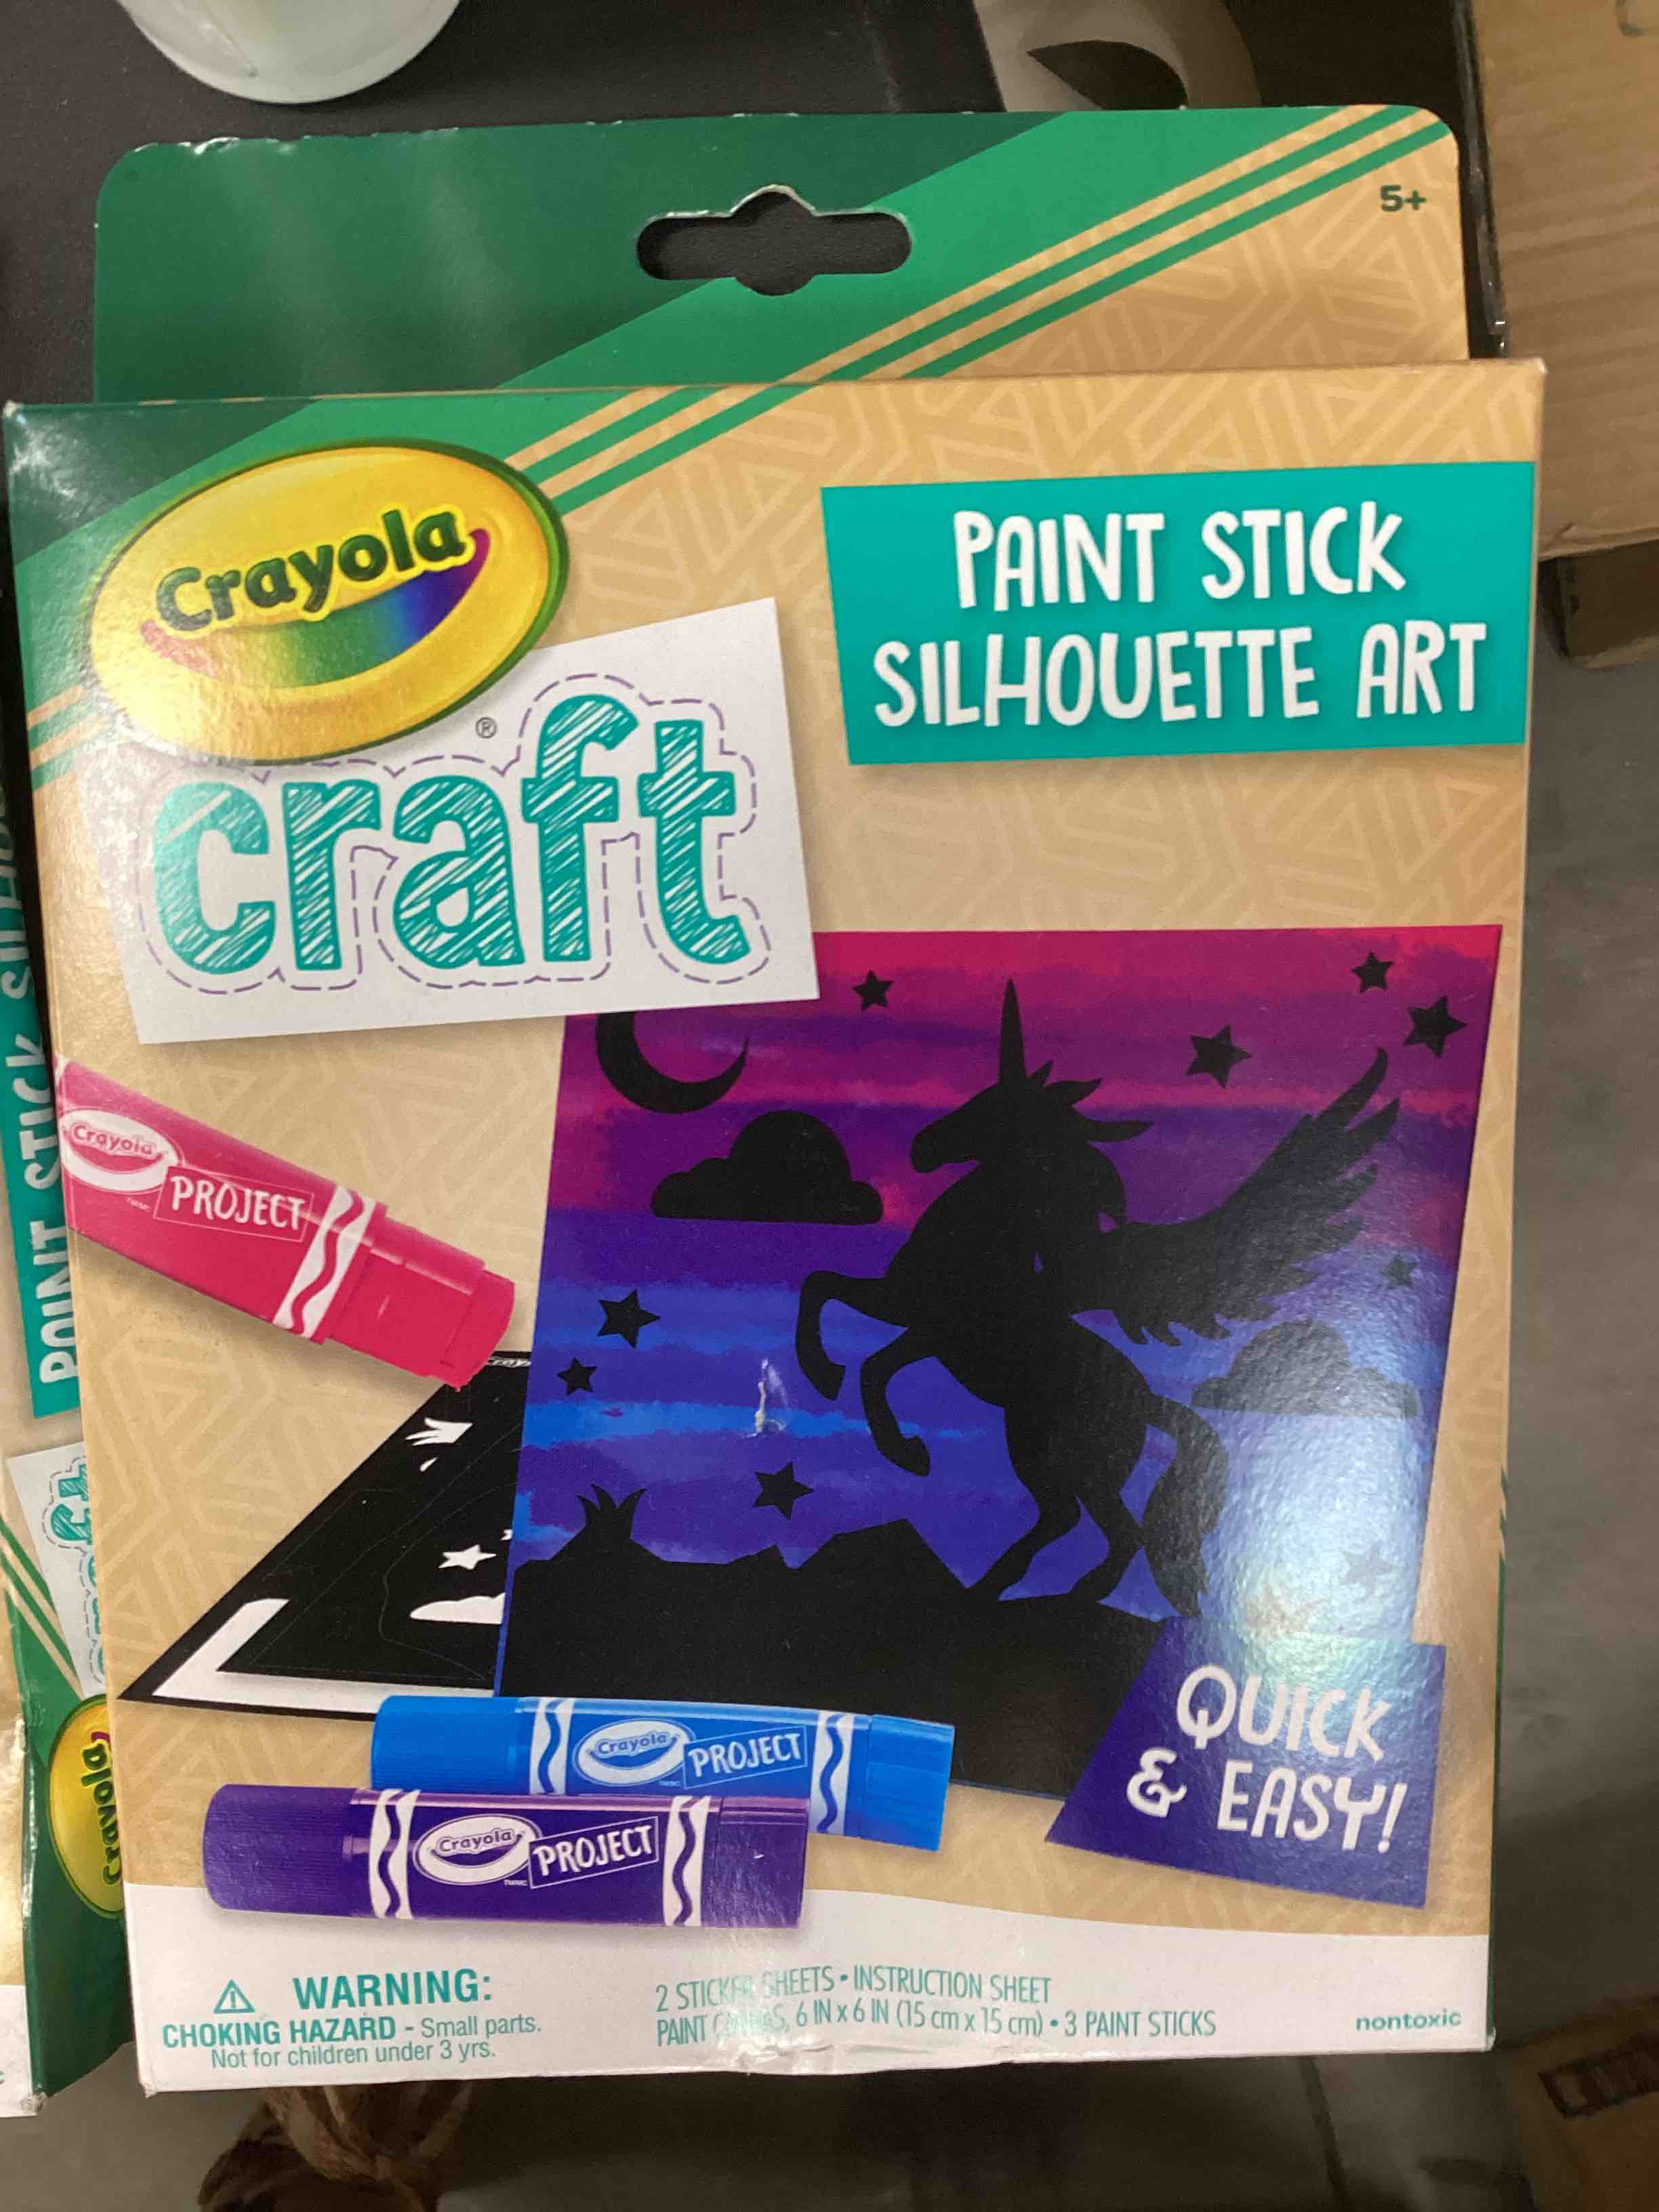 5+
Crayola
®
craft
PAINT STICK
SILHOUETTE ART
Crayola
PROJECT
Crayola
PROJECT
Crayola
PROJECT
QUICK
& EASY!
WARNING:
CHOKING HAZARD - Small parts.
Not for children under 3 yrs.
2 STICKER SHEETS • INSTRUCTION SHEET
PAINT CANVAS, 6 IN x 6 IN (15 cm x 15 cm) • 3 PAINT STICKS
nontoxic
PAINT STICK
Crayola